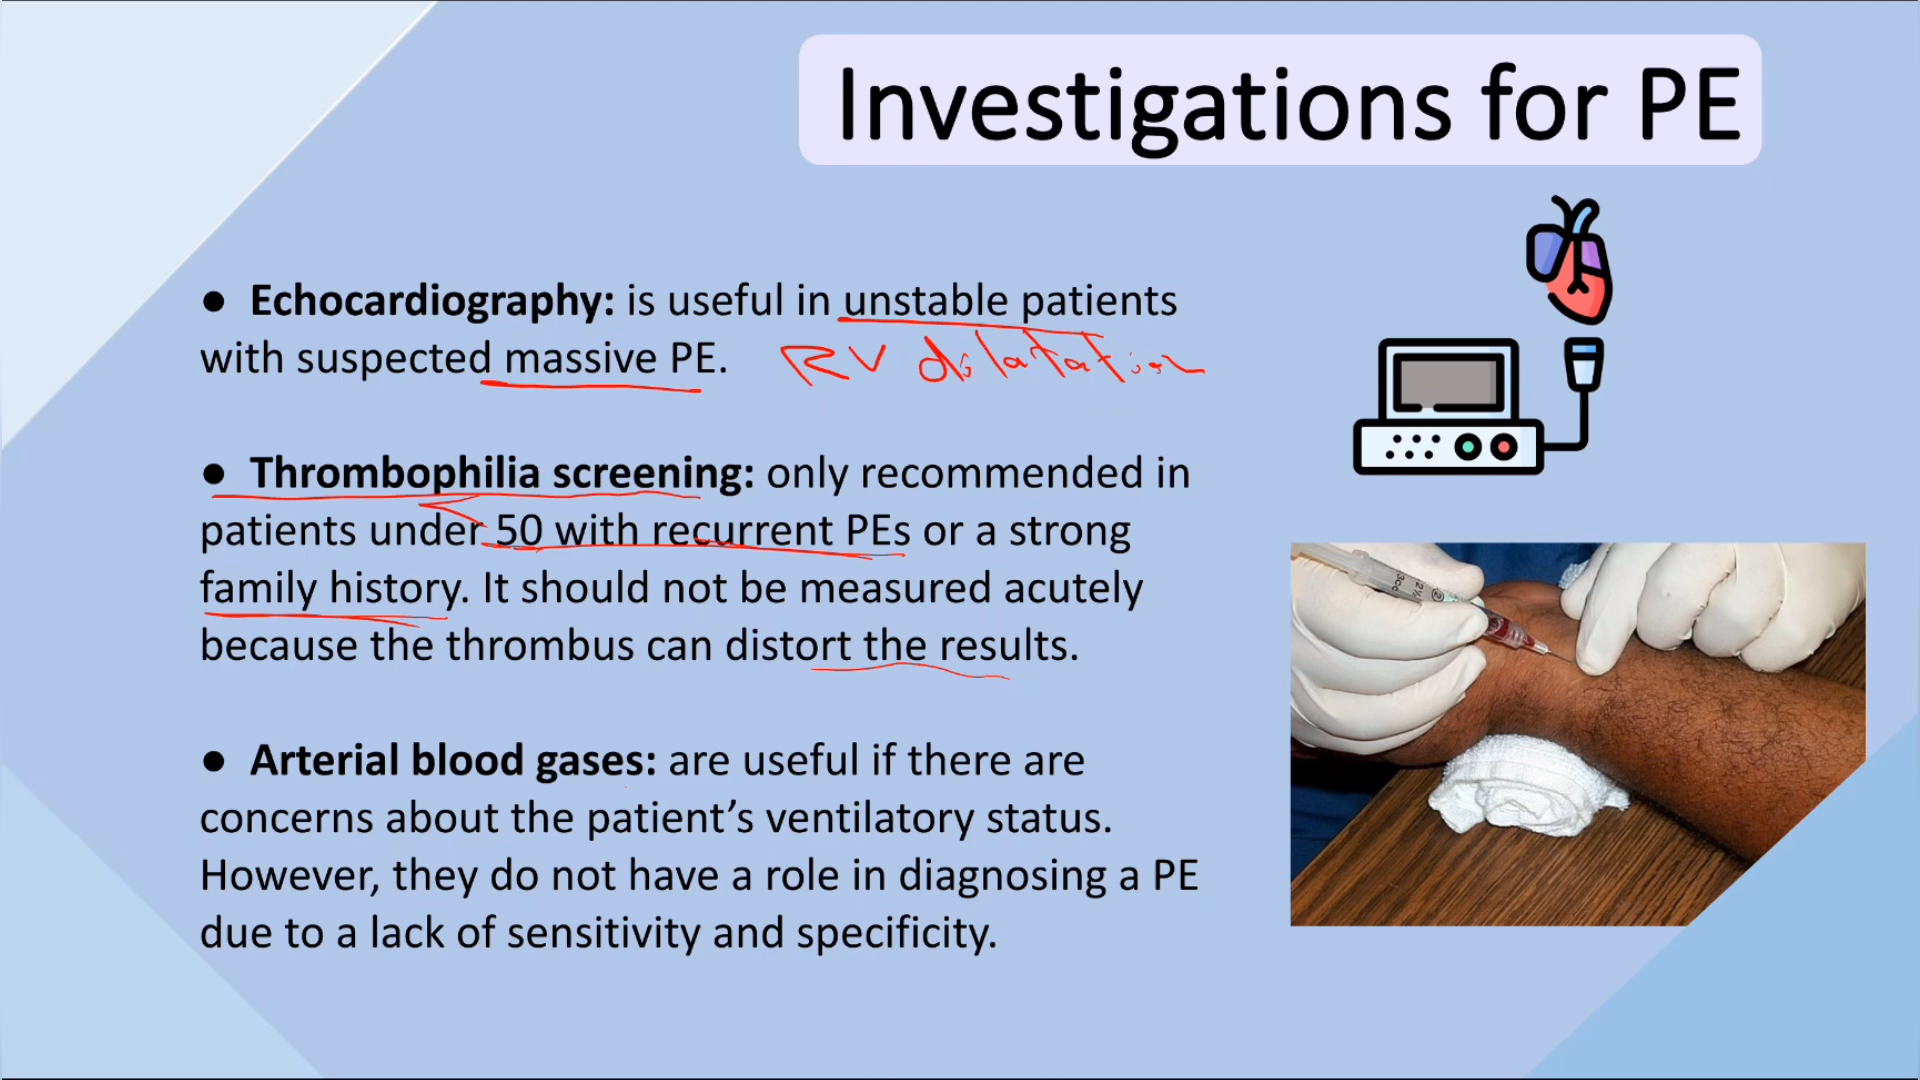 Investigations for PE
● Echocardiography: is useful in unstable patients
with suspected massive PE. RV dilatation
● Thrombophilia screening: only recommended in
patients under 50 with recurrent PEs or a strong
family history. It should not be measured acutely
because the thrombus can distort the results.
● Arterial blood gases: are useful if there are
concerns about the patient’s ventilatory status.
However, they do not have a role in diagnosing a PE
due to a lack of sensitivity and specificity.